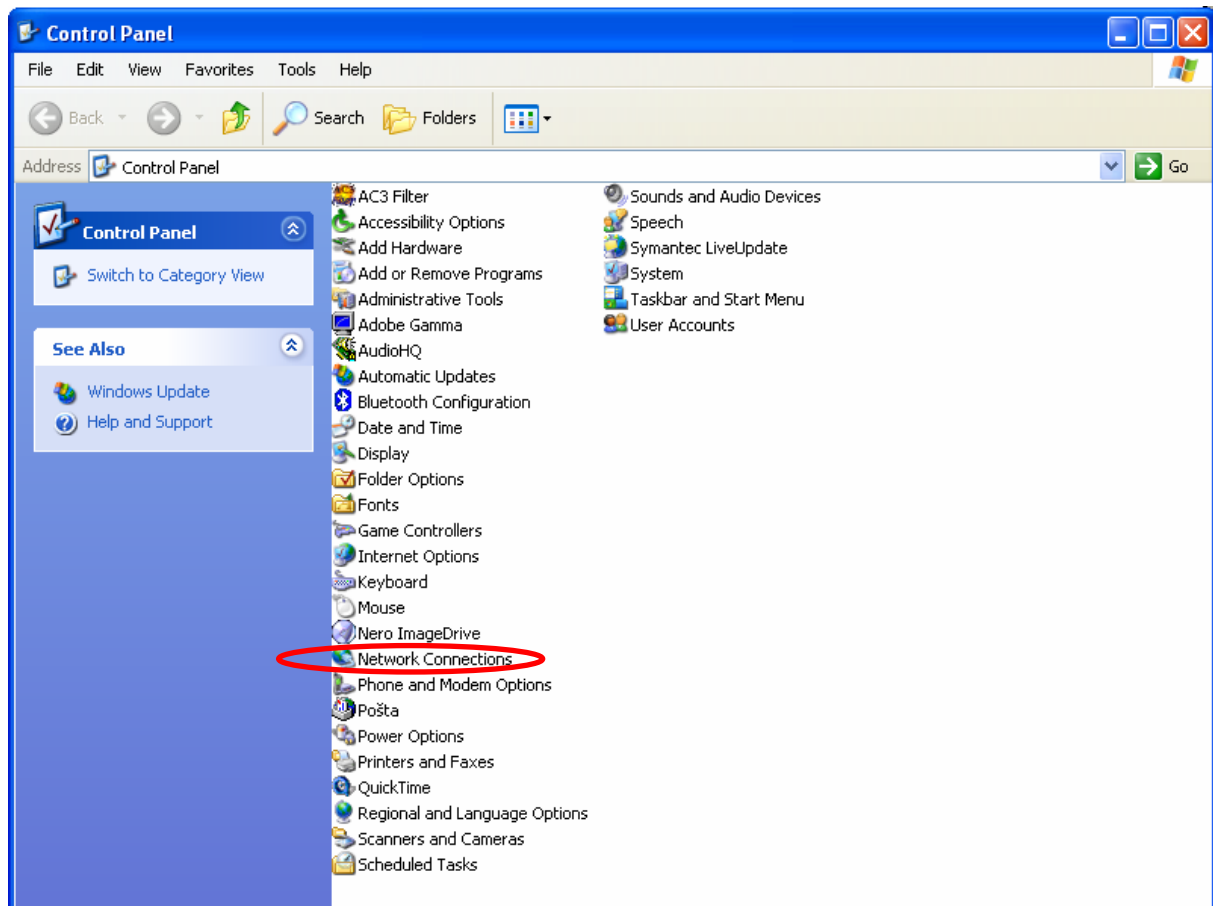 Control Panel
File Edit View Favorites Tools Help
Back Search Folders
Address Control Panel Go
Control Panel
Switch to Category View
See Also
Windows Update
Help and Support
AC3 Filter
Accessibility Options
Add Hardware
Add or Remove Programs
Administrative Tools
Adobe Gamma
AudioHQ
Automatic Updates
Bluetooth Configuration
Date and Time
Display
Folder Options
Fonts
Game Controllers
Internet Options
Keyboard
Mouse
Nero ImageDrive
Network Connections
Phone and Modem Options
Pošta
Power Options
Printers and Faxes
QuickTime
Regional and Language Options
Scanners and Cameras
Scheduled Tasks
Sounds and Audio Devices
Speech
Symantec LiveUpdate
System
Taskbar and Start Menu
User Accounts